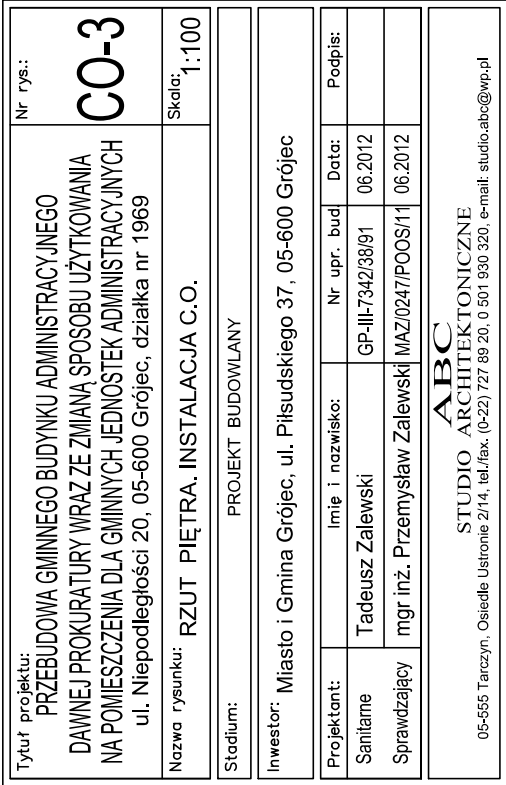 Tytuł projektu:
PRZEBUDOWA GMINNEGO BUDYNKU ADMINISTRACYJNEGO
DAWNEJ PROKURATURY WRAZ ZE ZMIANĄ SPOSOBU UŻYTKOWANIA
NA POMIESZCZENIA DLA GMINNYCH JEDNOSTEK ADMINISTRACYJNYCH
ul. Niepodległości 20, 05-600 Grójec, działka nr 1969
Nr rys.:
CO-3
Nazwa rysunku: RZUT PIĘTRA. INSTALACJA C.O.
Skala: 1:100
Stadium: PROJEKT BUDOWLANY
Inwestor: Miasto i Gmina Grójec, ul. Piłsudskiego 37, 05-600 Grójec
Projektant: Imię i nazwisko: Nr upr. bud. Data: Podpis:
Sanitarne Tadeusz Zalewski GP-III-7342/38/91 06.2012
Sprawdzający mgr inż. Przemysław Zalewski MAZ/0247/POOS/11 06.2012
ABC
STUDIO ARCHITEKTONICZNE
05-555 Tarczyn, Osiedle Ustronie 2/14, tel./fax. (0-22) 727 89 20, 0 501 930 320, e-mail: studio.abc@wp.pl